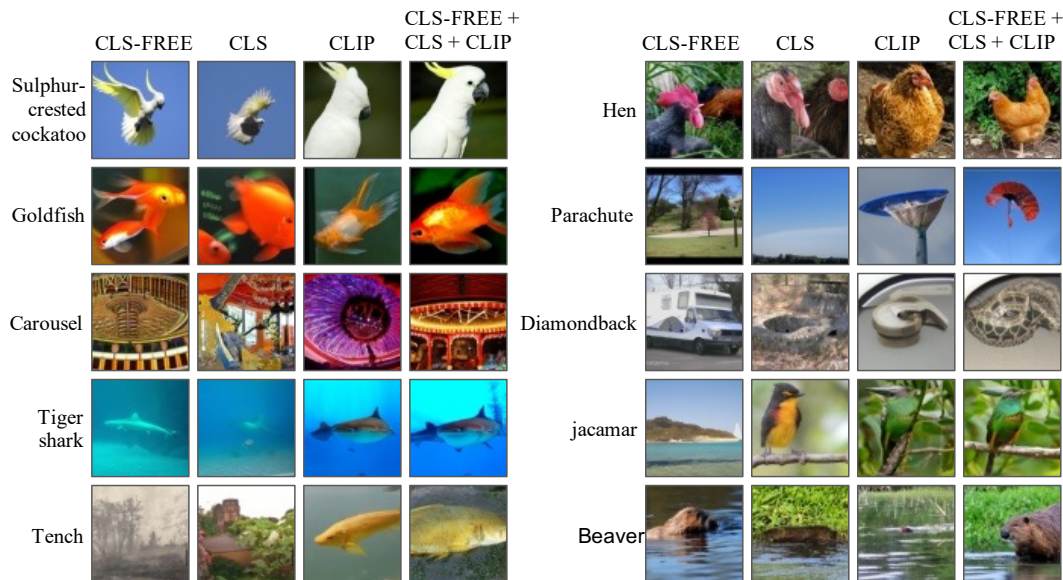 CLS-FREE CLS CLIP CLS-FREE +
CLS + CLIP
Sulphur-
crested
cockatoo
Goldfish
Carousel
Tiger
shark
Tench
CLS-FREE CLS CLIP CLS-FREE +
CLS + CLIP
Hen
Parachute
Diamondback
jacamar
Beaver